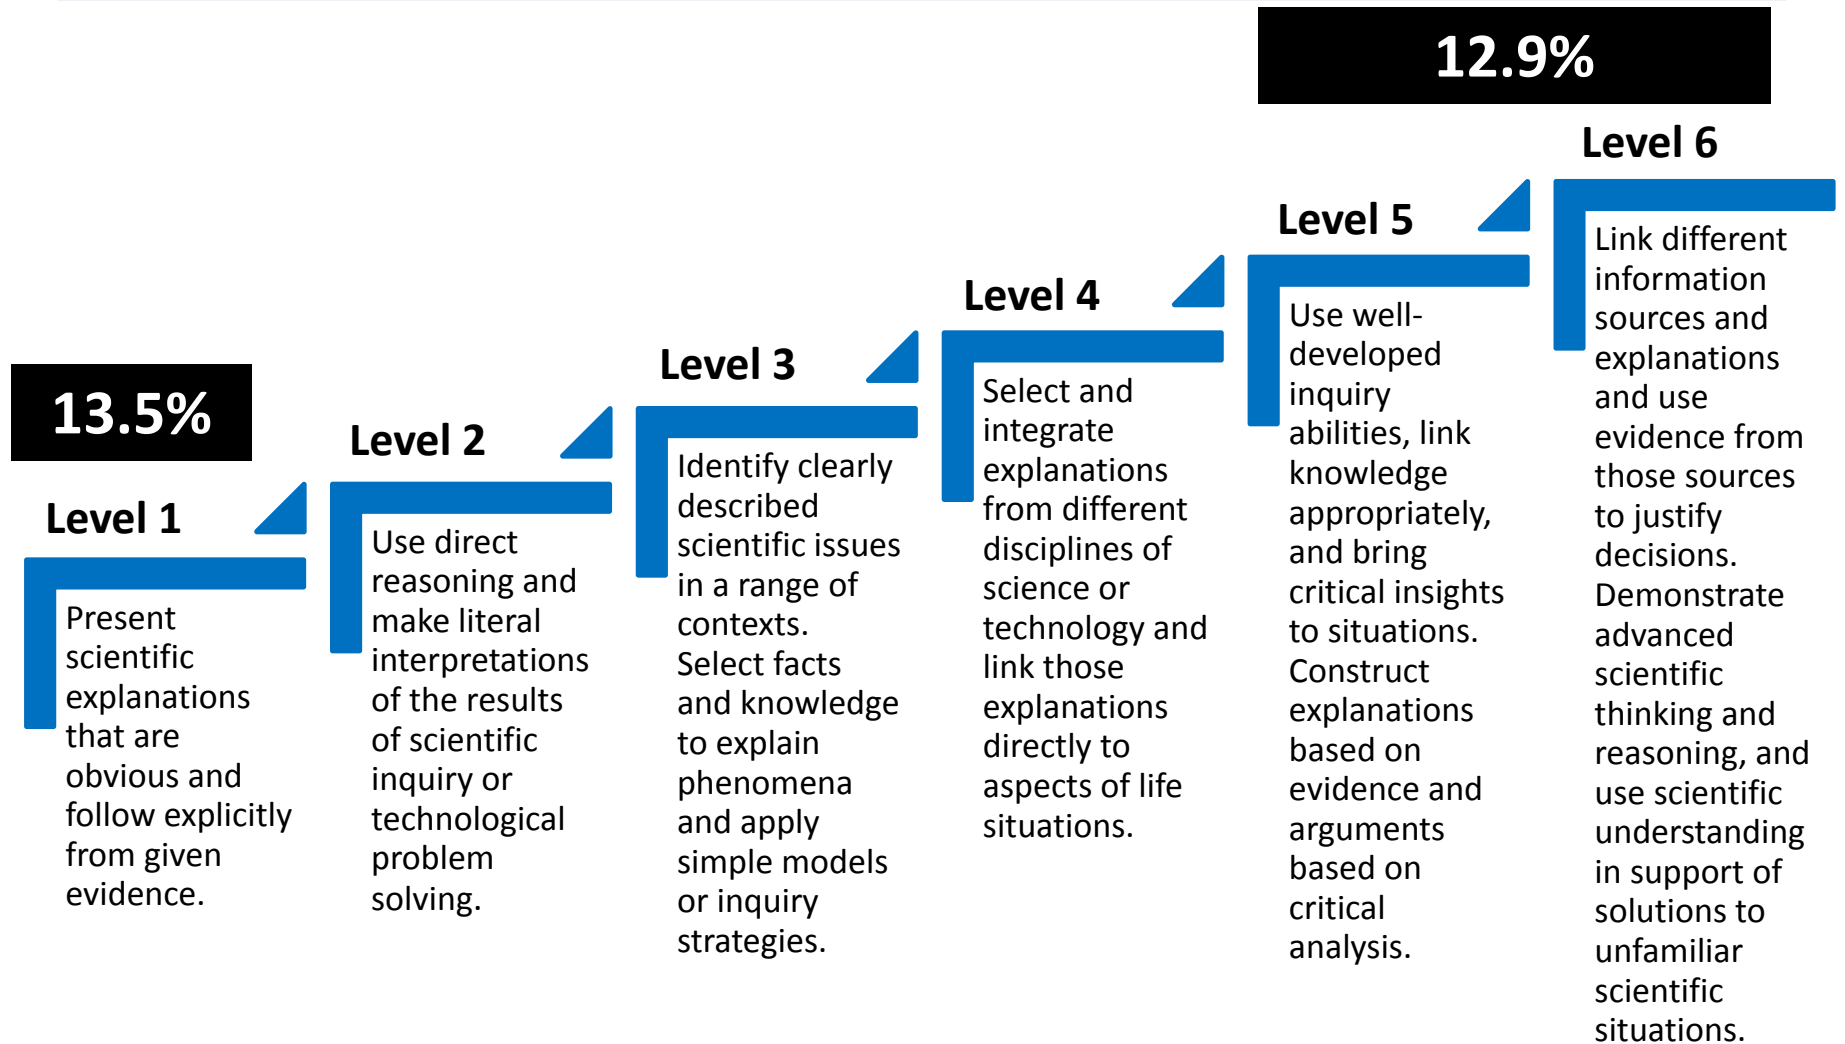 12.9%
13.5%
Level 1
Present
scientific
explanations
that are
obvious and
follow explicitly
from given
evidence.
Level 2
Use direct
reasoning and
make literal
interpretations
of the results
of scientific
inquiry or
technological
problem
solving.
Level 3
Identify clearly
described
scientific issues
in a range of
contexts.
Select facts
and knowledge
to explain
phenomena
and apply
simple models
or inquiry
strategies.
Level 4
Select and
integrate
explanations
from different
disciplines of
science or
technology and
link those
explanations
directly to
aspects of life
situations.
Level 5
Use well-
developed
inquiry
abilities, link
knowledge
appropriately,
and bring
critical insights
to situations.
Construct
explanations
based on
evidence and
arguments
based on
critical
analysis.
Level 6
Link different
information
sources and
explanations
and use
evidence from
those sources
to justify
decisions.
Demonstrate
advanced
scientific
thinking and
reasoning, and
use scientific
understanding
in support of
solutions to
unfamiliar
scientific
situations.